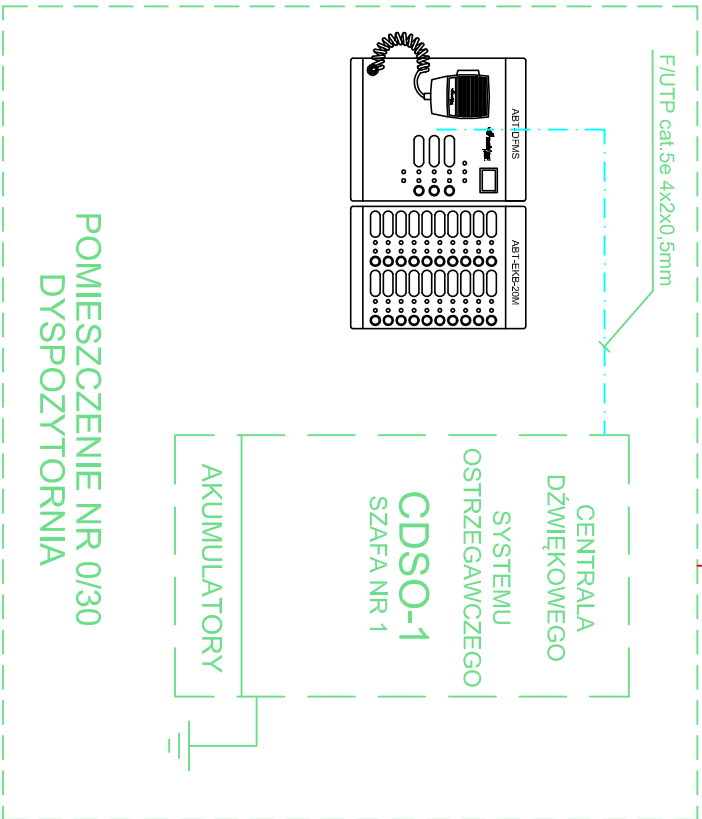 F/UTP cat.5e 4x2x0,5mm
ABT-DFMS
ABT-EKB-20M
CENTRALA
DŹWIĘKOWEGO
SYSTEMU
OSTRZEGAWCZEGO
CDSO-1
SZAFA NR 1
AKUMULATORY
POMIESZCZENIE NR 0/30
DYSPOZYTORNIA